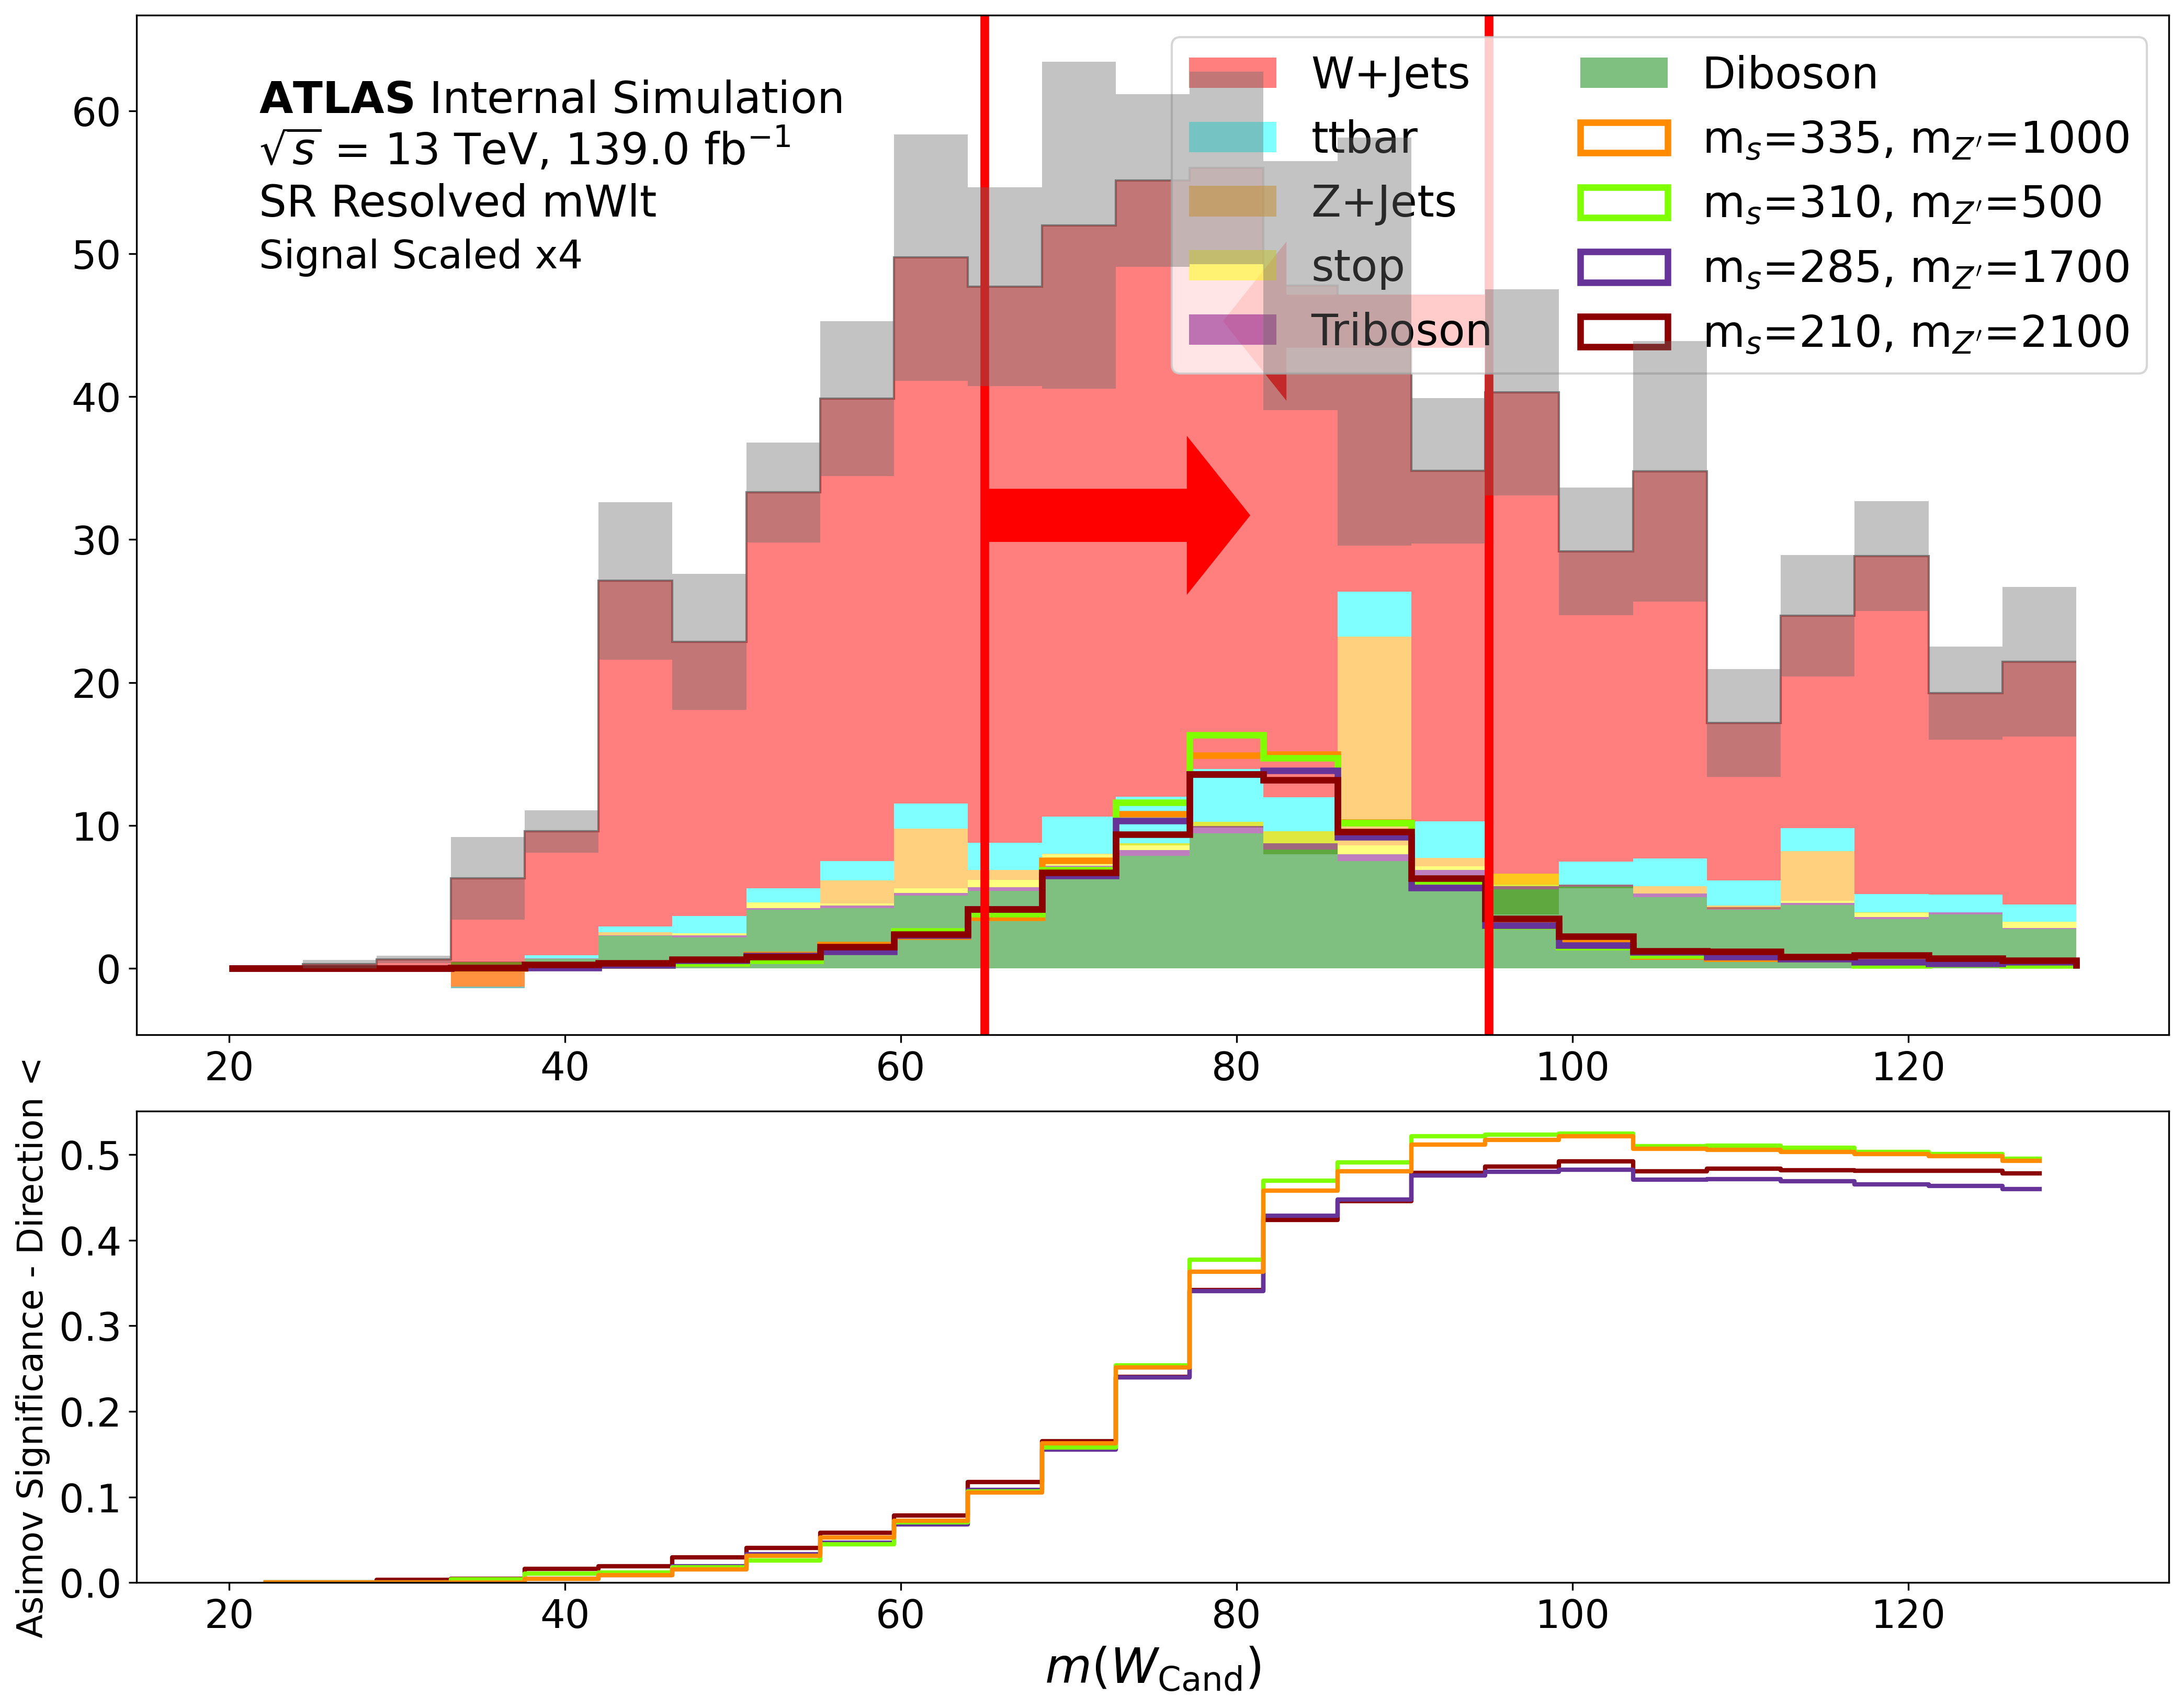 ATLAS Internal Simulation
√s = 13 TeV, 139.0 fb⁻¹
SR Resolved mWlt
Signal Scaled x4
W+Jets
ttbar
Z+Jets
stop
Triboson
Diboson
mₛ=335, m_Z′=1000
mₛ=310, m_Z′=500
mₛ=285, m_Z′=1700
mₛ=210, m_Z′=2100
60
50
40
30
20
10
0
20 40 60 80 100 120
Asimov Significance - Direction <
0.5
0.4
0.3
0.2
0.1
0.0
20 40 60 80 100 120
m(W_Cand)